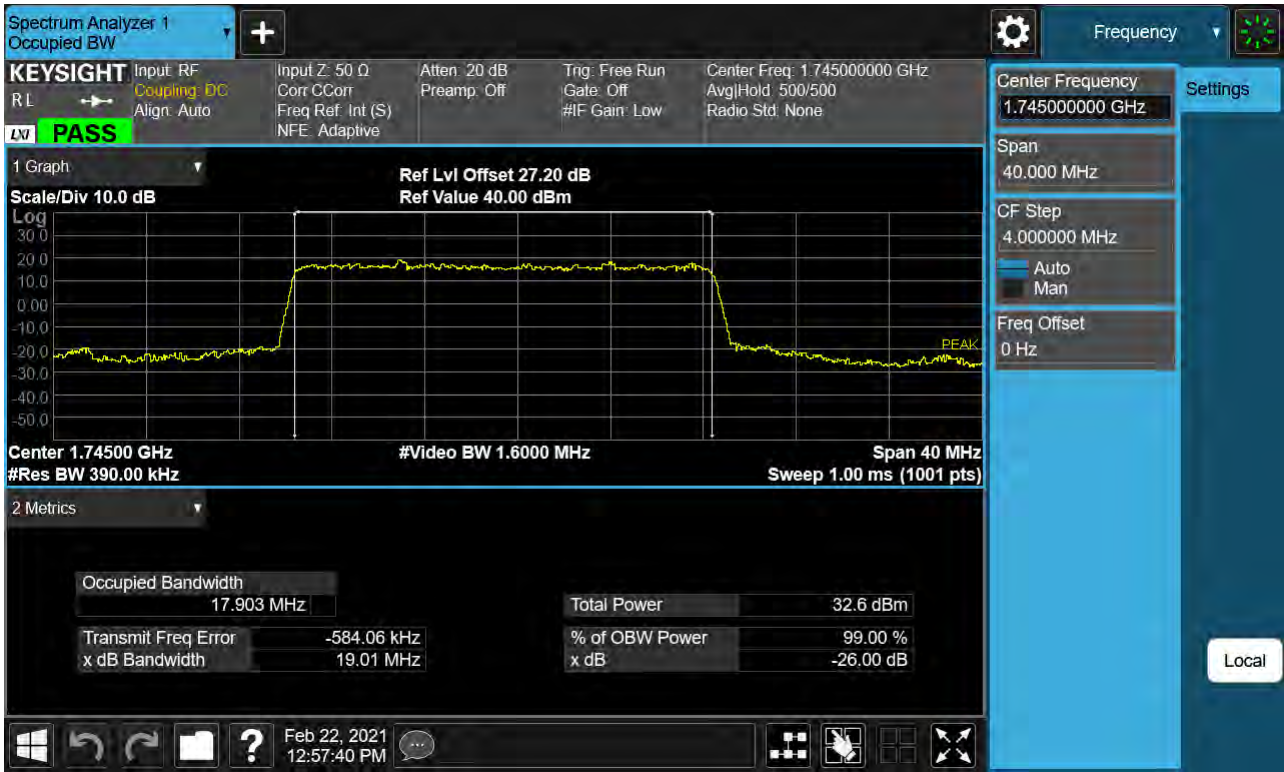 Spectrum Analyzer 1
Occupied BW
Frequency
KEYSIGHT
RL
LXI
PASS
Input: RF
Coupling: DC
Align: Auto
Input Z: 50 Ω
Corr CCorr
Freq Ref: Int (S)
NFE: Adaptive
Atten: 20 dB
Preamp: Off
Trig: Free Run
Gate: Off
#IF Gain: Low
Center Freq: 1.745000000 GHz
Avg|Hold: 500/500
Radio Std: None
Center Frequency
1.745000000 GHz
Settings
Span
40.000 MHz
CF Step
4.000000 MHz
Auto
Man
Freq Offset
0 Hz
1 Graph
Scale/Div 10.0 dB
Ref Lvl Offset 27.20 dB
Ref Value 40.00 dBm
Log
30.0
20.0
10.0
0.00
-10.0
-20.0
-30.0
-40.0
-50.0
PEAK
Center 1.74500 GHz
#Res BW 390.00 kHz
#Video BW 1.6000 MHz
Span 40 MHz
Sweep 1.00 ms (1001 pts)
2 Metrics
Occupied Bandwidth
17.903 MHz
Transmit Freq Error -584.06 kHz
x dB Bandwidth 19.01 MHz
Total Power 32.6 dBm
% of OBW Power 99.00 %
x dB -26.00 dB
Local
?
Feb 22, 2021
12:57:40 PM